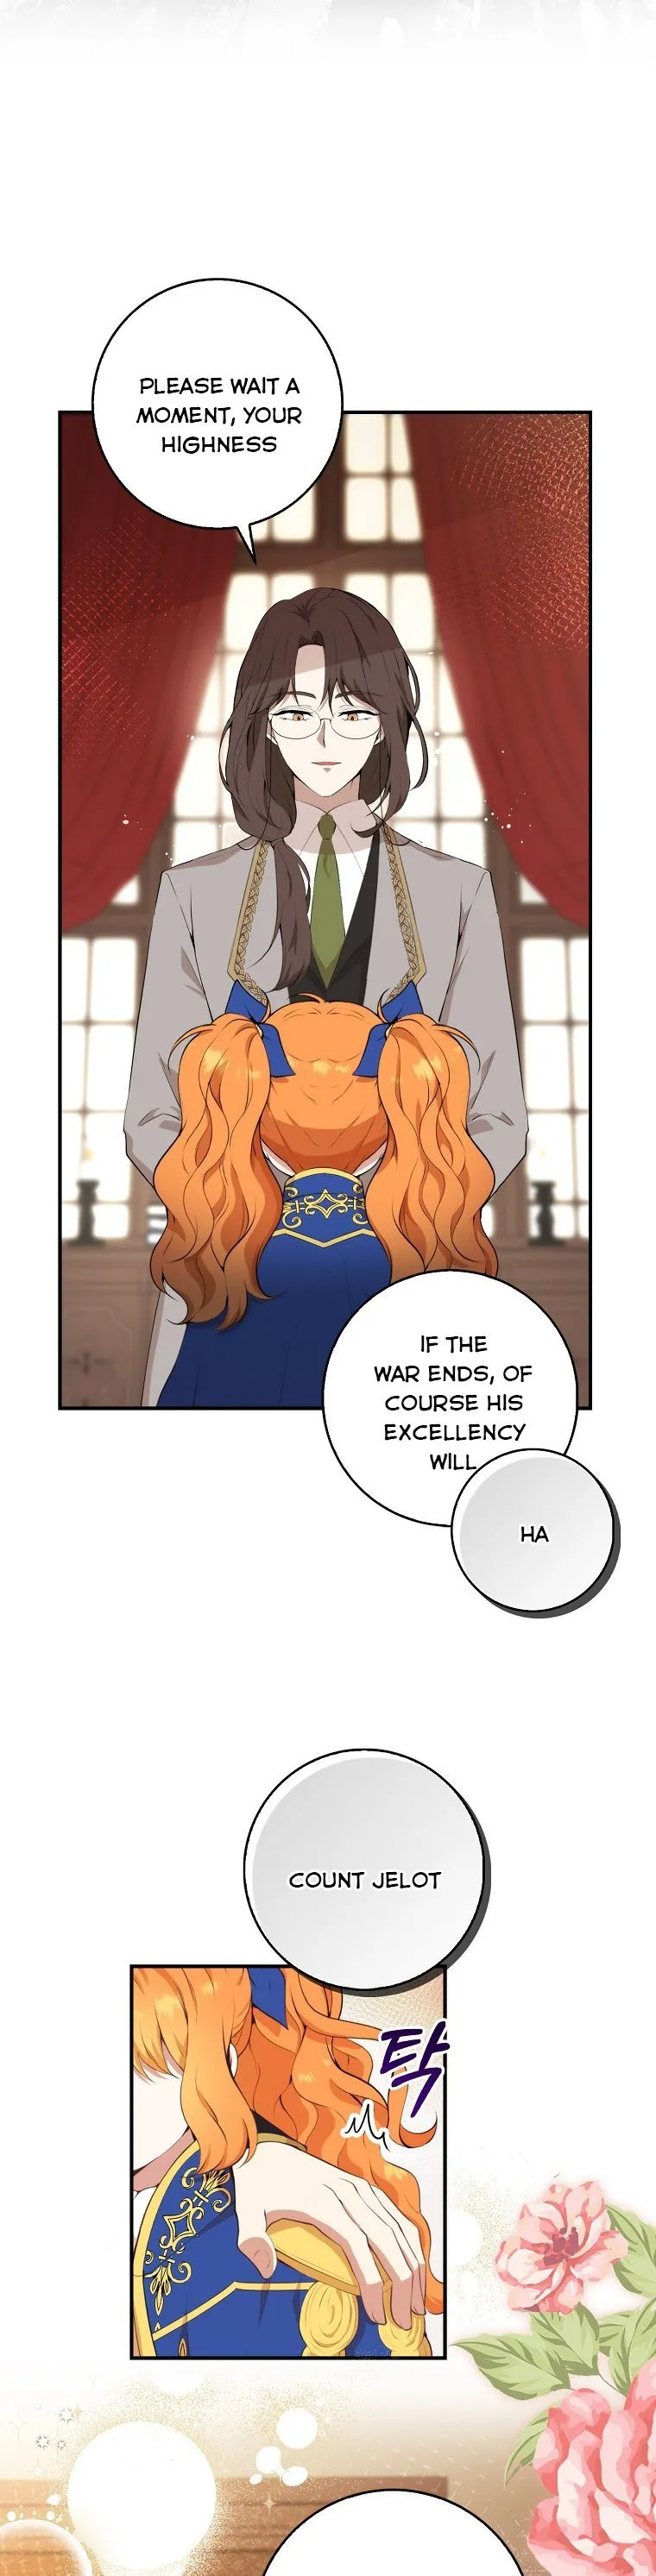 PLEASE WAIT A
MOMENT, YOUR
HIGHNESS
IF THE
WAR ENDS, OF
COURSE HIS
EXCELLENCY
WILL
HA
COUNT JELOT
탁